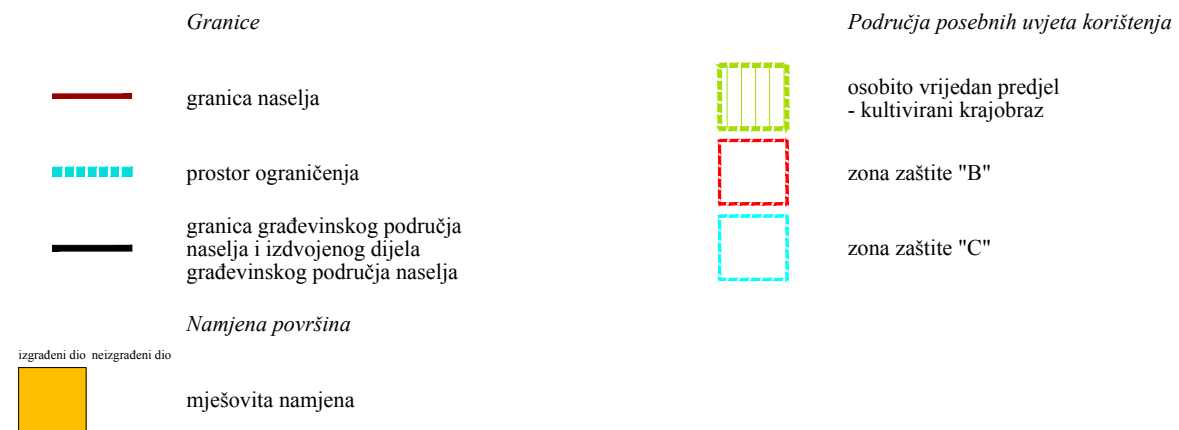 Granice
granica naselja
prostor ograničenja
granica građevinskog područja
naselja i izdvojenog dijela
građevinskog područja naselja
Namjena površina
izgrađeni dio neizgrađeni dio
mješovita namjena
Područja posebnih uvjeta korištenja
osobito vrijedan predjel
- kultivirani krajobraz
zona zaštite "B"
zona zaštite "C"